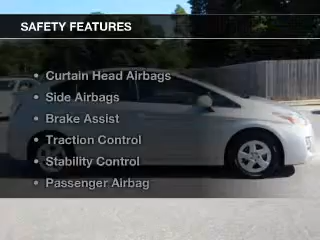 SAFETY FEATURES
• Curtain Head Airbags
• Side Airbags
• Brake Assist
• Traction Control
• Stability Control
• Passenger Airbag